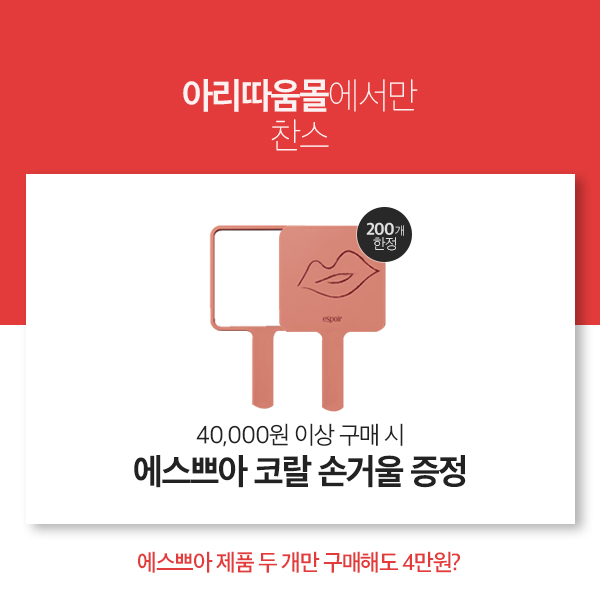 아리따움몰에서만
찬스
200개
한정
eSpoir
40,000원 이상 구매 시
에스쁘아 코랄 손거울 증정
에스쁘아 제품 두 개만 구매해도 4만원?